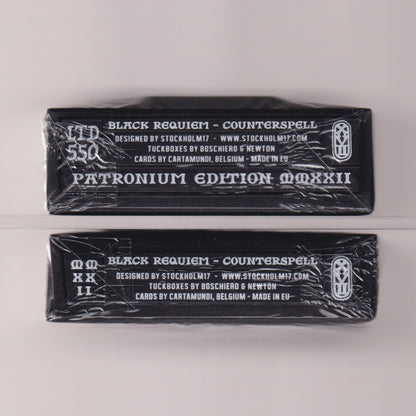 LTD
550
BLACK REQUIEM - COUNTERSPELL
DESIGNED BY STOCKHOLM17 - WWW.STOCKHOLM17.COM
TUCKBOXES BY BOSCHIERO & NEWTON
CARDS BY CARTAMUNDI, BELGIUM - MADE IN EU
PATRONIUM EDITION MMXXII
MM
XX
II
BLACK REQUIEM - COUNTERSPELL
DESIGNED BY STOCKHOLM17 - WWW.STOCKHOLM17.COM
TUCKBOXES BY BOSCHIERO & NEWTON
CARDS BY CARTAMUNDI, BELGIUM - MADE IN EU